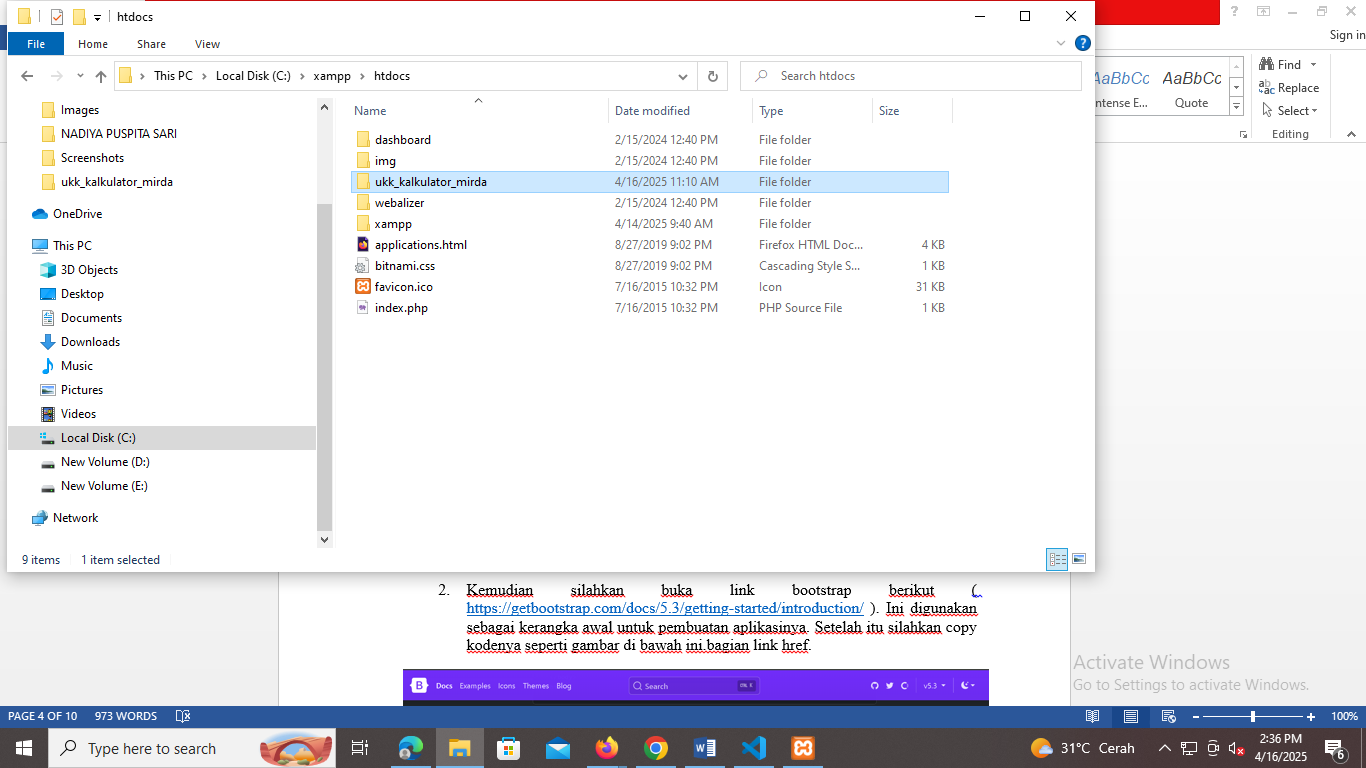 htdocs
Sign in
File Home Share View
This PC Local Disk (C:) xampp htdocs
Search htdocs
Images
NADIYA PUSPITA SARI
Screenshots
ukk_kalkulator_mirda
OneDrive
This PC
3D Objects
Desktop
Documents
Downloads
Music
Pictures
Videos
Local Disk (C:)
New Volume (D:)
New Volume (E:)
Network
Name Date modified Type Size
dashboard 2/15/2024 12:40 PM File folder
img 2/15/2024 12:40 PM File folder
ukk_kalkulator_mirda 4/16/2025 11:10 AM File folder
webalizer 2/15/2024 12:40 PM File folder
xampp 4/14/2025 9:40 AM File folder
applications.html 8/27/2019 9:02 PM Firefox HTML Doc... 4 KB
bitnami.css 8/27/2019 9:02 PM Cascading Style S... 1 KB
favicon.ico 7/16/2015 10:32 PM Icon 31 KB
index.php 7/16/2015 10:32 PM PHP Source File 1 KB
9 items 1 item selected
AaBbCc AaBbCc
ntense E... Quote
Find
Replace
Select
Editing
2. Kemudian silahkan buka link bootstrap berikut (
https://getbootstrap.com/docs/5.3/getting-started/introduction/ ). Ini digunakan
sebagai kerangka awal untuk pembuatan aplikasinya. Setelah itu silahkan copy
kodenya seperti gambar di bawah ini.bagian link href.
B Docs Examples Icons Themes Blog Search v5.3
Activate Windows
Go to Settings to activate Windows.
PAGE 4 OF 10 973 WORDS 100%
Type here to search
31°C Cerah
2:36 PM
4/16/2025
6